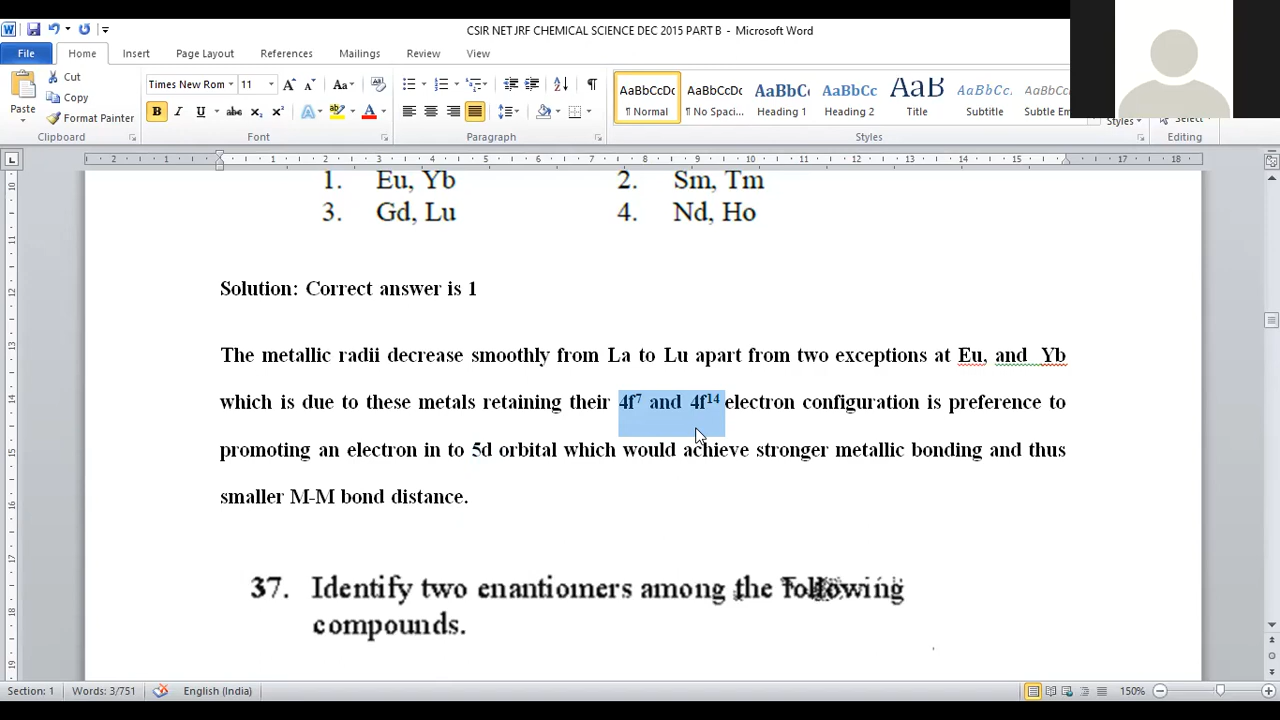 CSIR NET JRF CHEMICAL SCIENCE DEC 2015 PART B - Microsoft Word
File Home Insert Page Layout References Mailings Review View
Paste Cut
Copy
Format Painter
Clipboard
Times New Rom 11
Font
Paragraph
AaBbCcDc ¶ Normal
AaBbCcDc ¶ No Spaci...
AaBbCc Heading 1
AaBbCc Heading 2
AaB Title
AaBbCc. Subtitle
AaBbCcDc Subtle Em
Styles
Styles
Select
Editing
1. Eu, Yb 2. Sm, Tm
3. Gd, Lu 4. Nd, Ho
Solution: Correct answer is 1
The metallic radii decrease smoothly from La to Lu apart from two exceptions at Eu, and Yb
which is due to these metals retaining their 4f⁷ and 4f¹⁴ electron configuration is preference to
promoting an electron in to 5d orbital which would achieve stronger metallic bonding and thus
smaller M-M bond distance.
37. Identify two enantiomers among the following
compounds.
Section: 1 Words: 3/751 English (India) 150%